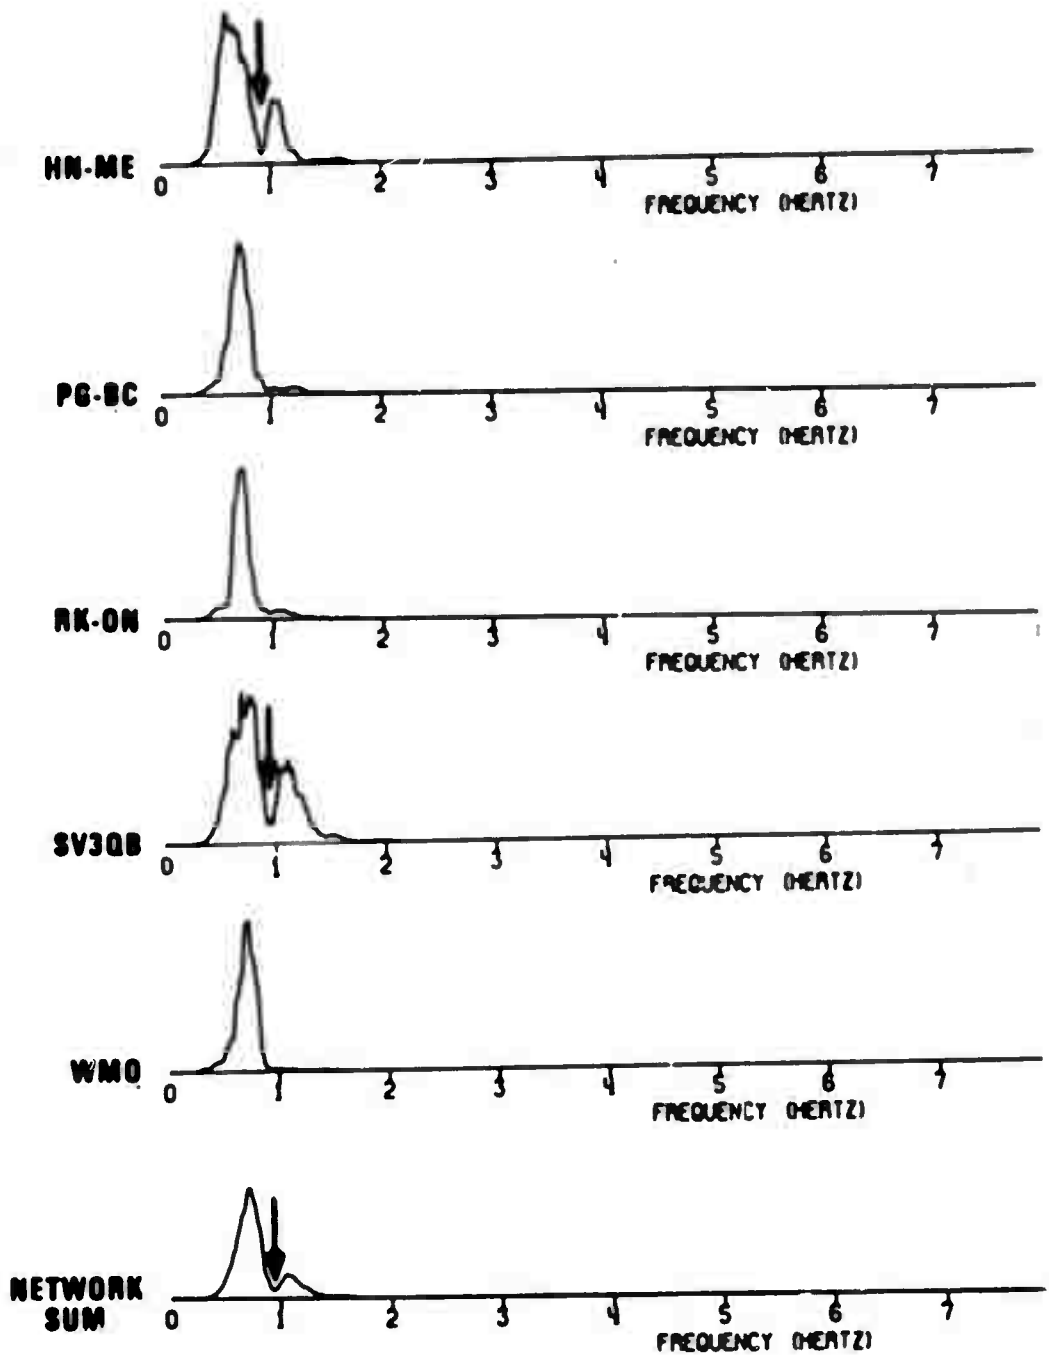 HN-ME
0 1 2 3 4 5 6 7
FREQUENCY (HERTZ)
PG-BC
0 1 2 3 4 5 6 7
FREQUENCY (HERTZ)
RK-ON
0 1 2 3 4 5 6 7
FREQUENCY (HERTZ)
SV3QB
0 1 2 3 4 5 6 7
FREQUENCY (HERTZ)
WMO
0 1 2 3 4 5 6 7
FREQUENCY (HERTZ)
NETWORK
SUM
0 1 2 3 4 5 6 7
FREQUENCY (HERTZ)